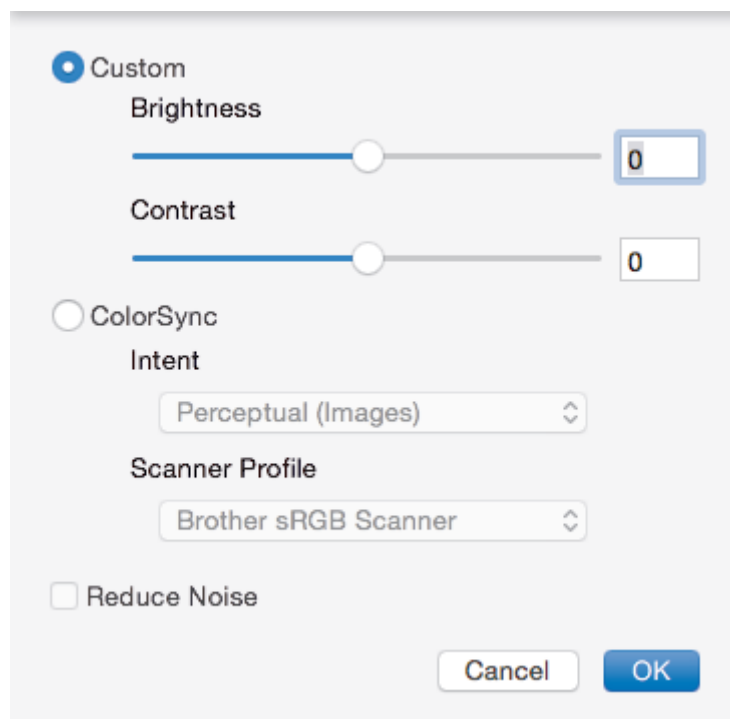 Custom
Brightness
0
Contrast
0
ColorSync
Intent
Perceptual (Images)
Scanner Profile
Brother sRGB Scanner
Reduce Noise
Cancel OK